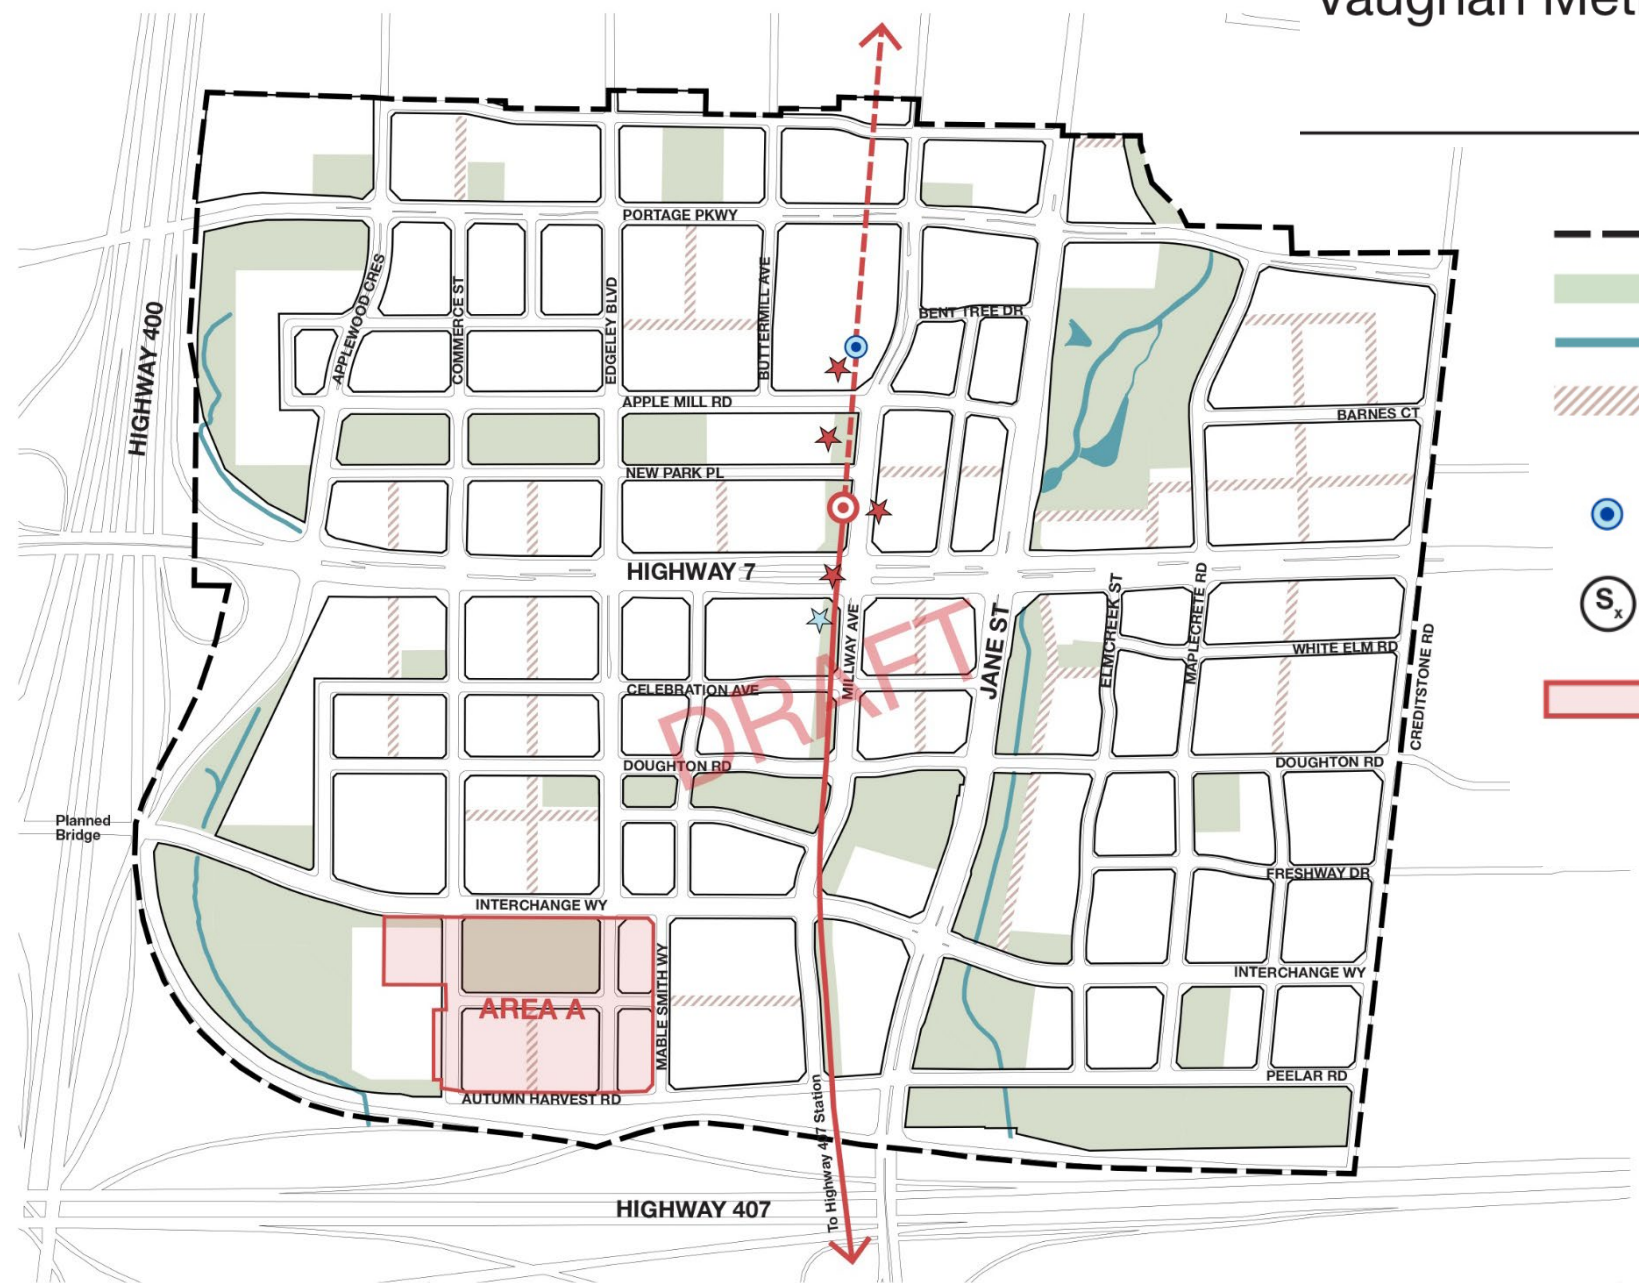 Vaughan Met
PORTAGE PKWY
APPLEWOOD CRES
COMMERCE ST
EDGELEY BLVD
BUTTERMILL AVE
BENT TREE DR
HIGHWAY 400
APPLE MILL RD
BARNES CT
NEW PARK PL
HIGHWAY 7
Sx
MILLWAY AVE
JANE ST
ELMCREEK ST
MAPLECRETE RD
WHITE ELM RD
CREDITSTONE RD
CELEBRATION AVE
DRAFT
DOUGHTON RD
DOUGHTON RD
Planned
Bridge
FRESHWAY DR
INTERCHANGE WY
INTERCHANGE WY
MABLE SMITH WY
AREA A
PEELAR RD
AUTUMN HARVEST RD
To Highway 407 Station
HIGHWAY 407